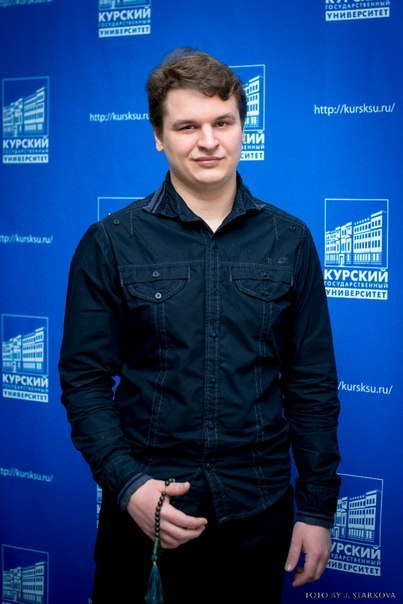 КУРСКИЙ
ГОСУДАРСТВЕННЫЙ
УНИВЕРСИТЕТ
КУРСКИЙ
ГОСУДАРСТВЕННЫЙ
УНИВЕРСИТЕТ
http://kursksu.ru/
http://kursksu.ru/
КУРСКИЙ
ГОСУДАРСТВЕННЫЙ
УНИВЕРСИТЕТ
http://kursksu.ru/
КУРСКИЙ
ГОСУДАРСТВЕННЫЙ
УНИВЕРСИТЕТ
КУРСКИЙ
ГОСУДАРСТВЕННЫЙ
УНИВЕРСИТЕТ
/kursksu.ru/
http://kursksu.ru/
КУРСКИЙ
ГОСУДАРСТВЕННЫЙ
УНИВЕРСИТЕТ
FOTO BY J. STARKOVA